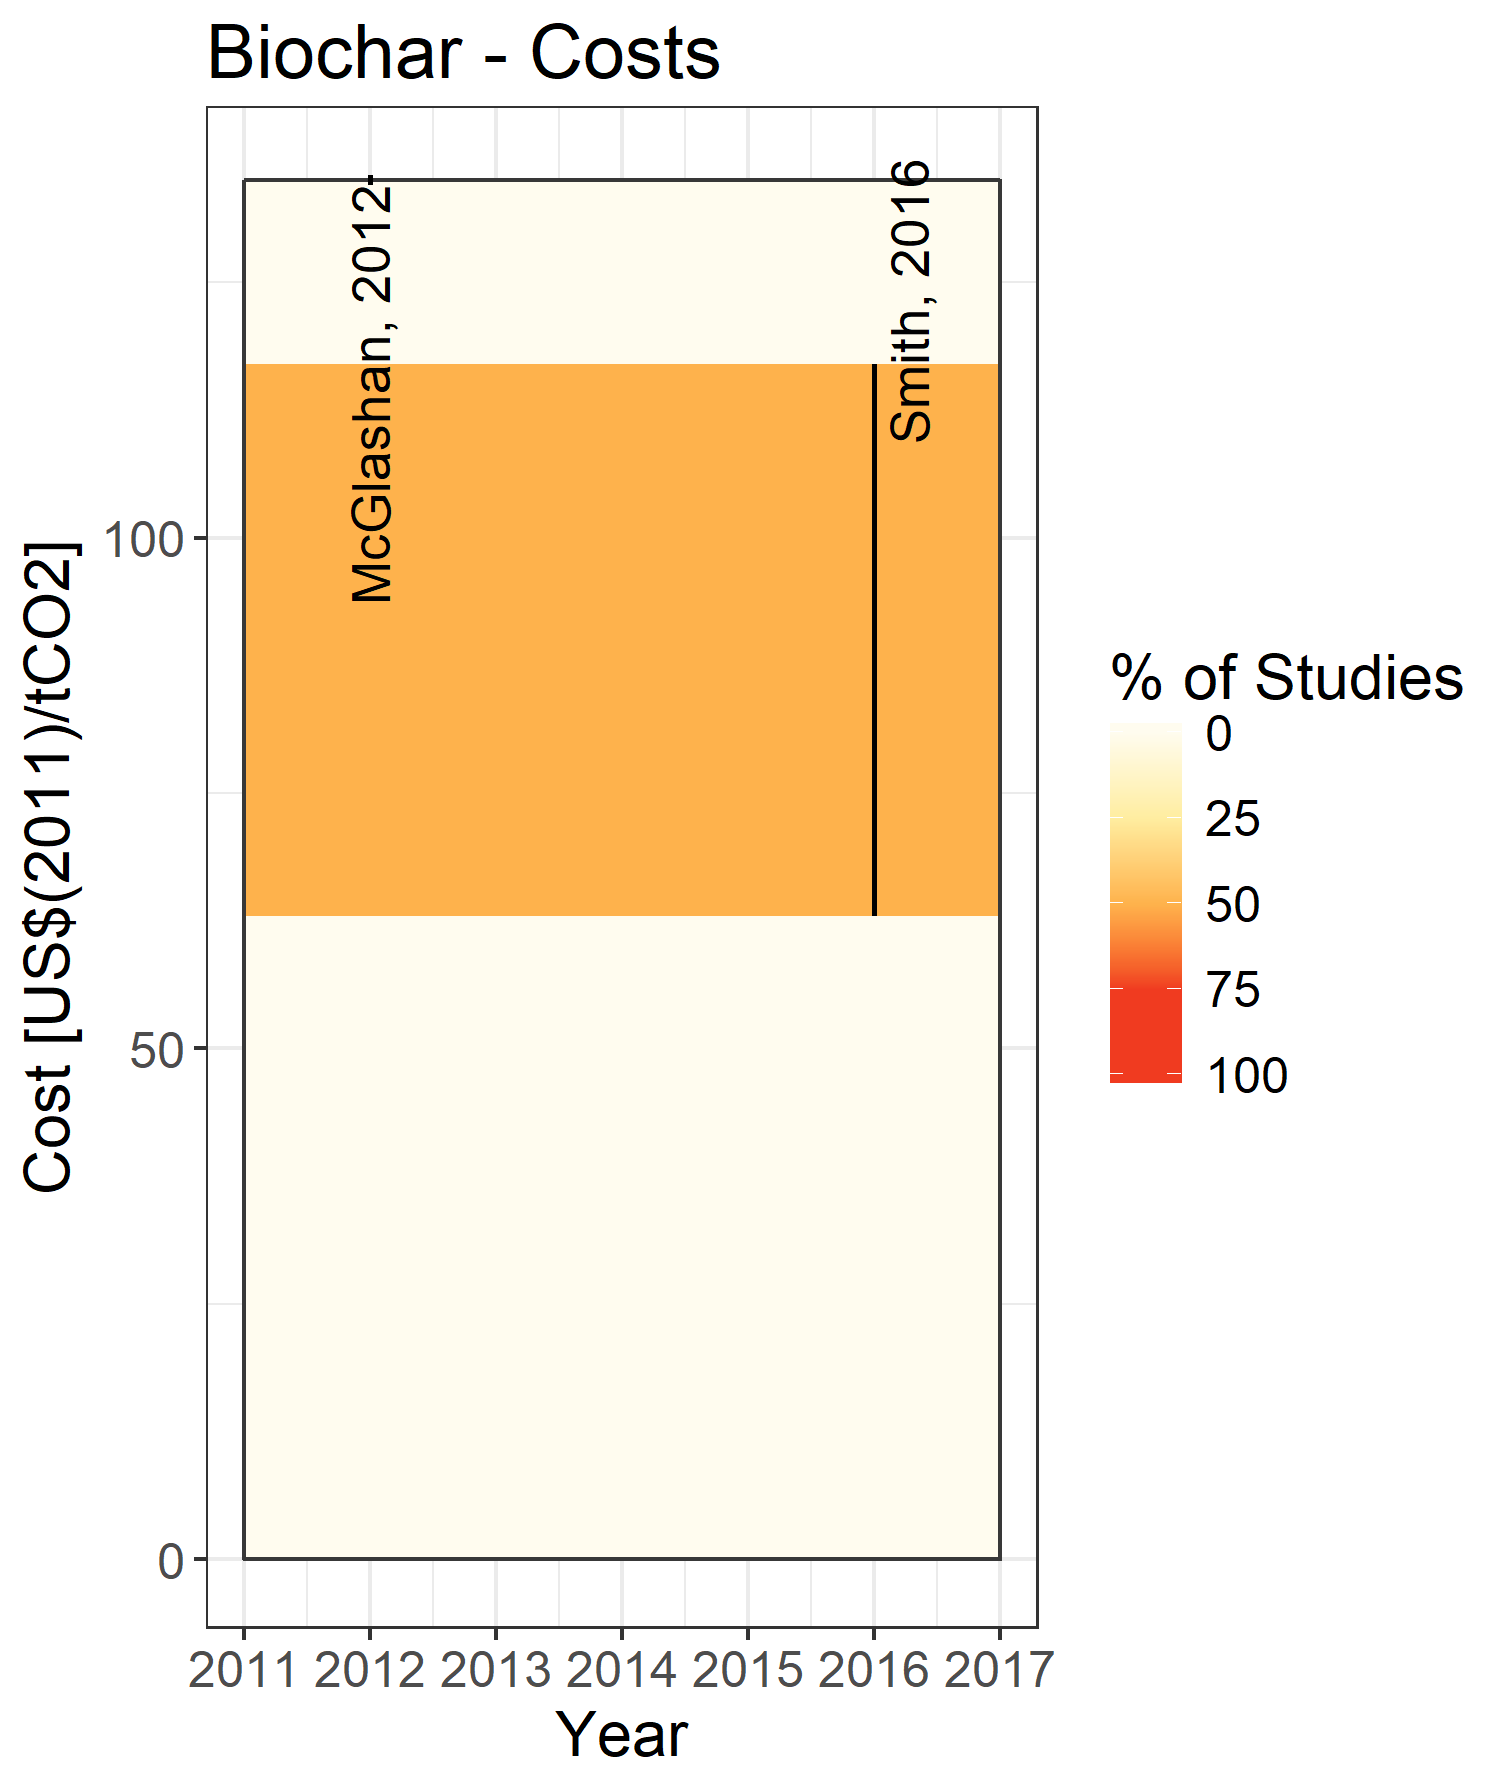 Biochar - Costs
Cost [US$(2011)/tCO2]
100
50
0
McGlashan, 2012
Smith, 2016
2011 2012 2013 2014 2015 2016 2017
Year
% of Studies
0
25
50
75
100